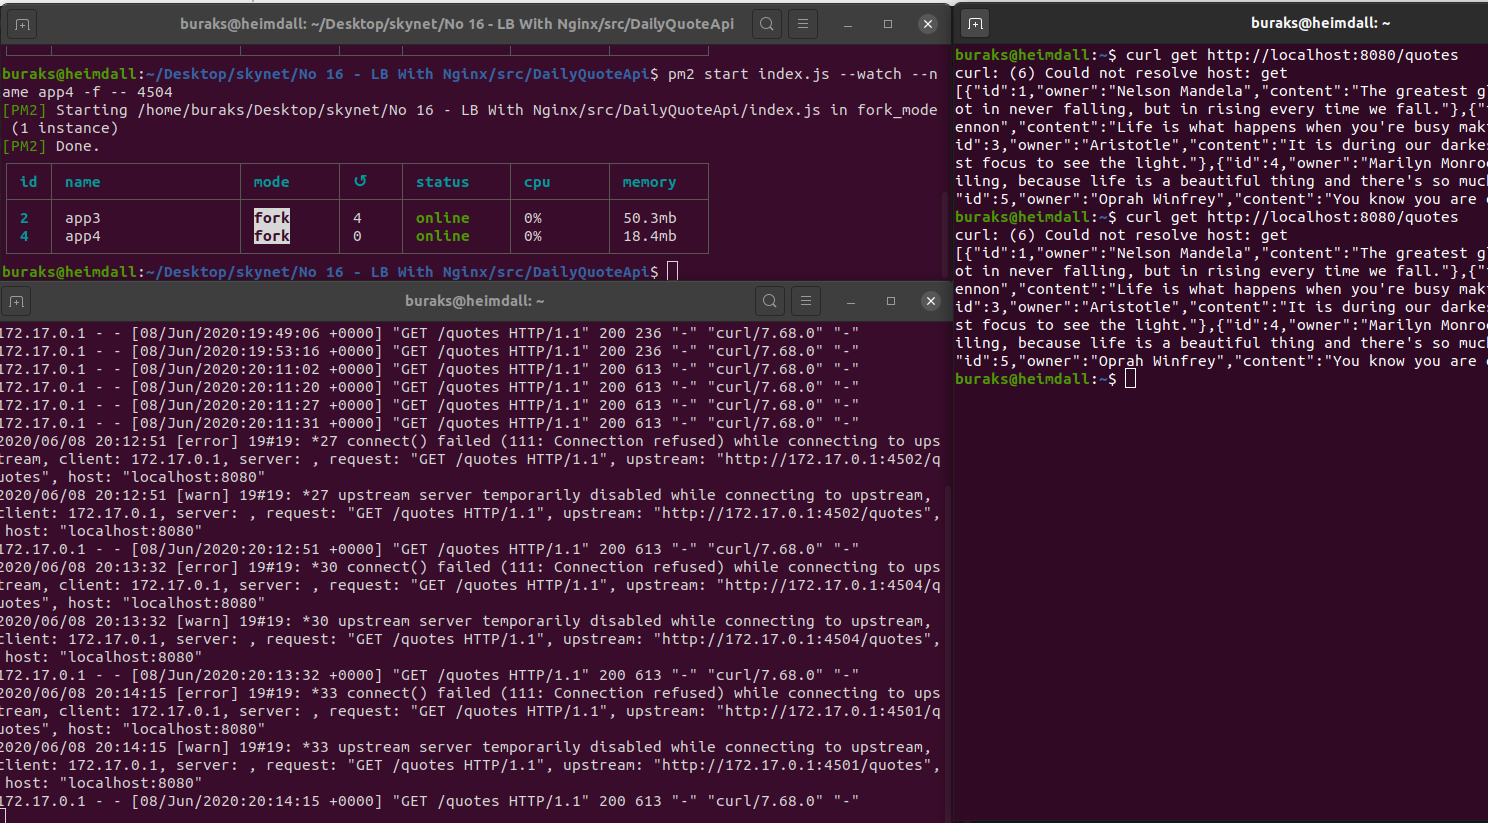 buraks@heimdall: ~/Desktop/skynet/No 16 - LB With Nginx/src/DailyQuoteApi
buraks@heimdall:~/Desktop/skynet/No 16 - LB With Nginx/src/DailyQuoteApi$ pm2 start index.js --watch --n
ame app4 -f -- 4504
[PM2] Starting /home/buraks/Desktop/skynet/No 16 - LB With Nginx/src/DailyQuoteApi/index.js in fork_mode
(1 instance)
[PM2] Done.
id name mode ↺ status cpu memory
2 app3 fork 4 online 0% 50.3mb
4 app4 fork 0 online 0% 18.4mb
buraks@heimdall:~/Desktop/skynet/No 16 - LB With Nginx/src/DailyQuoteApi$
buraks@heimdall: ~
172.17.0.1 - - [08/Jun/2020:19:49:06 +0000] "GET /quotes HTTP/1.1" 200 236 "-" "curl/7.68.0" "-"
172.17.0.1 - - [08/Jun/2020:19:53:16 +0000] "GET /quotes HTTP/1.1" 200 236 "-" "curl/7.68.0" "-"
172.17.0.1 - - [08/Jun/2020:20:11:02 +0000] "GET /quotes HTTP/1.1" 200 613 "-" "curl/7.68.0" "-"
172.17.0.1 - - [08/Jun/2020:20:11:20 +0000] "GET /quotes HTTP/1.1" 200 613 "-" "curl/7.68.0" "-"
172.17.0.1 - - [08/Jun/2020:20:11:27 +0000] "GET /quotes HTTP/1.1" 200 613 "-" "curl/7.68.0" "-"
172.17.0.1 - - [08/Jun/2020:20:11:31 +0000] "GET /quotes HTTP/1.1" 200 613 "-" "curl/7.68.0" "-"
2020/06/08 20:12:51 [error] 19#19: *27 connect() failed (111: Connection refused) while connecting to ups
tream, client: 172.17.0.1, server: , request: "GET /quotes HTTP/1.1", upstream: "http://172.17.0.1:4502/q
uotes", host: "localhost:8080"
2020/06/08 20:12:51 [warn] 19#19: *27 upstream server temporarily disabled while connecting to upstream,
client: 172.17.0.1, server: , request: "GET /quotes HTTP/1.1", upstream: "http://172.17.0.1:4502/quotes",
host: "localhost:8080"
172.17.0.1 - - [08/Jun/2020:20:12:51 +0000] "GET /quotes HTTP/1.1" 200 613 "-" "curl/7.68.0" "-"
2020/06/08 20:13:32 [error] 19#19: *30 connect() failed (111: Connection refused) while connecting to ups
tream, client: 172.17.0.1, server: , request: "GET /quotes HTTP/1.1", upstream: "http://172.17.0.1:4504/q
uotes", host: "localhost:8080"
2020/06/08 20:13:32 [warn] 19#19: *30 upstream server temporarily disabled while connecting to upstream,
client: 172.17.0.1, server: , request: "GET /quotes HTTP/1.1", upstream: "http://172.17.0.1:4504/quotes",
host: "localhost:8080"
172.17.0.1 - - [08/Jun/2020:20:13:32 +0000] "GET /quotes HTTP/1.1" 200 613 "-" "curl/7.68.0" "-"
2020/06/08 20:14:15 [error] 19#19: *33 connect() failed (111: Connection refused) while connecting to ups
tream, client: 172.17.0.1, server: , request: "GET /quotes HTTP/1.1", upstream: "http://172.17.0.1:4501/q
uotes", host: "localhost:8080"
2020/06/08 20:14:15 [warn] 19#19: *33 upstream server temporarily disabled while connecting to upstream,
client: 172.17.0.1, server: , request: "GET /quotes HTTP/1.1", upstream: "http://172.17.0.1:4501/quotes",
host: "localhost:8080"
172.17.0.1 - - [08/Jun/2020:20:14:15 +0000] "GET /quotes HTTP/1.1" 200 613 "-" "curl/7.68.0" "-"
buraks@heimdall: ~
buraks@heimdall:~$ curl get http://localhost:8080/quotes
curl: (6) Could not resolve host: get
[{"id":1,"owner":"Nelson Mandela","content":"The greatest g
ot in never falling, but in rising every time we fall."},{"
ennon","content":"Life is what happens when you're busy mak
id":3,"owner":"Aristotle","content":"It is during our darke
st focus to see the light."},{"id":4,"owner":"Marilyn Monro
iling, because life is a beautiful thing and there's so muc
"id":5,"owner":"Oprah Winfrey","content":"You know you are
buraks@heimdall:~$ curl get http://localhost:8080/quotes
curl: (6) Could not resolve host: get
[{"id":1,"owner":"Nelson Mandela","content":"The greatest g
ot in never falling, but in rising every time we fall."},{"
ennon","content":"Life is what happens when you're busy mak
id":3,"owner":"Aristotle","content":"It is during our darke
st focus to see the light."},{"id":4,"owner":"Marilyn Monro
iling, because life is a beautiful thing and there's so muc
"id":5,"owner":"Oprah Winfrey","content":"You know you are
buraks@heimdall:~$